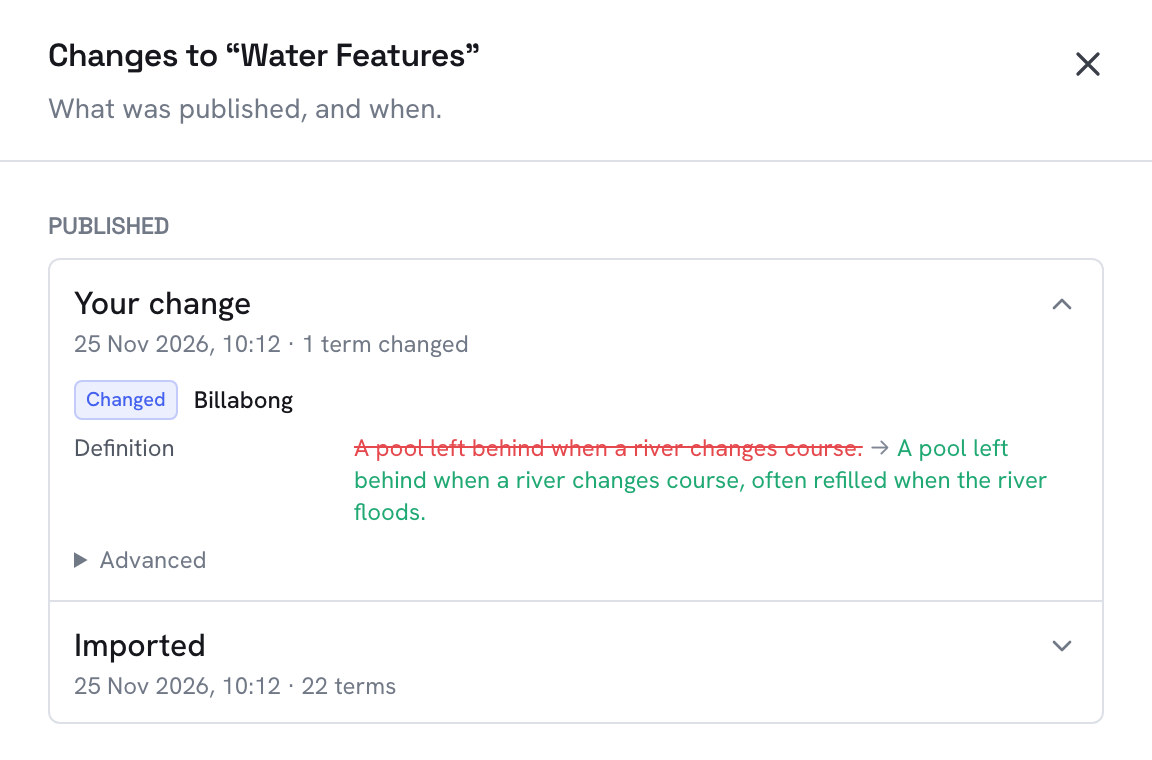 Changes to “Water Features”
What was published, and when.
PUBLISHED
Your change
25 Nov 2026, 10:12 · 1 term changed
Changed Billabong
Definition A pool left behind when a river changes course. → A pool left
behind when a river changes course, often refilled when the river
floods.
▶ Advanced
Imported
25 Nov 2026, 10:12 · 22 terms